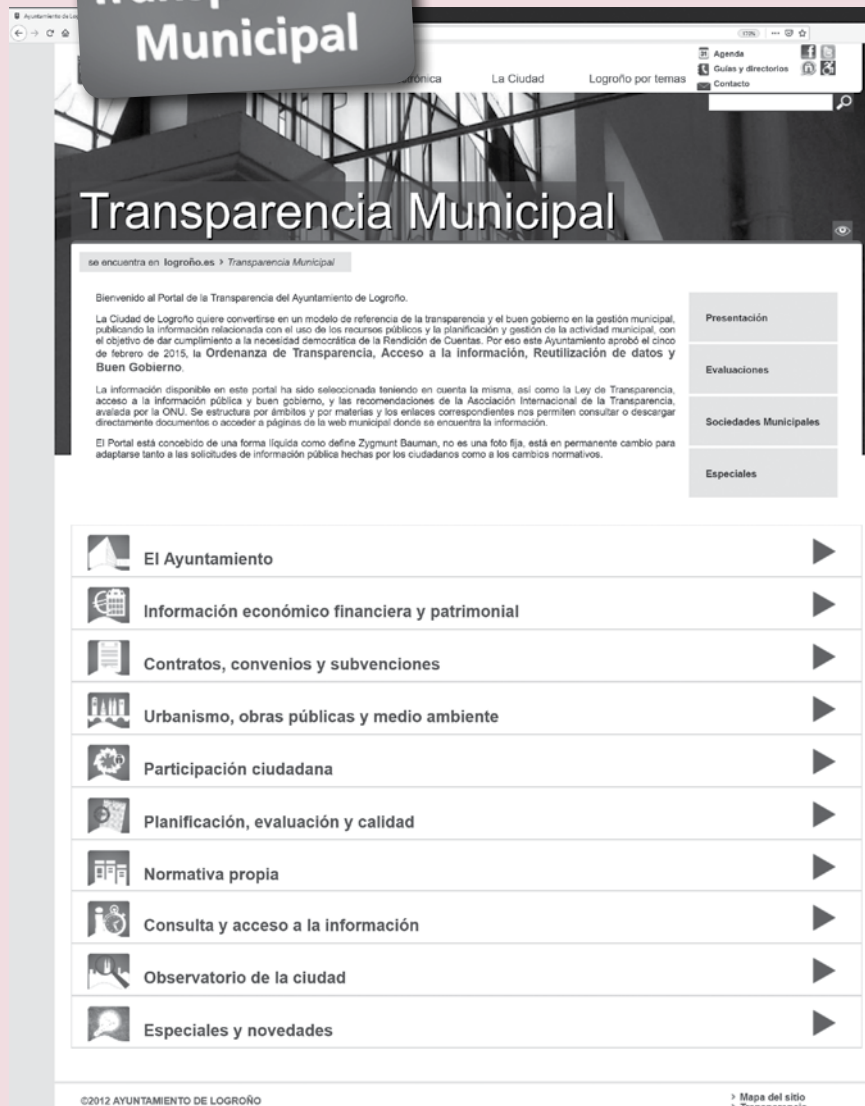 Municipal
La Ciudad
Logroño por temas
Agenda
Guías y directorios
Contacto
Transparencia Municipal
se encuentra en logroño.es > Transparencia Municipal
Bienvenido al Portal de la Transparencia del Ayuntamiento de Logroño.
La Ciudad de Logroño quiere convertirse en un modelo de referencia de la transparencia y el buen gobierno en la gestión municipal,
publicando la información relacionada con el uso de los recursos públicos y la planificación y gestión de la actividad municipal, con
el objetivo de dar cumplimiento a la necesidad democrática de la Rendición de Cuentas. Por eso este Ayuntamiento aprobó el cinco
de febrero de 2015, la Ordenanza de Transparencia, Acceso a la información, Reutilización de datos y
Buen Gobierno.
La información disponible en este portal ha sido seleccionada teniendo en cuenta la misma, así como la Ley de Transparencia,
acceso a la información pública y buen gobierno, y las recomendaciones de la Asociación Internacional de la Transparencia,
avalada por la ONU. Se estructura por ámbitos y por materias y los enlaces correspondientes nos permiten consultar o descargar
directamente documentos o acceder a páginas de la web municipal donde se encuentra la información.
El Portal está concebido de una forma líquida como define Zygmunt Bauman, no es una foto fija, está en permanente cambio para
adaptarse tanto a las solicitudes de información pública hechas por los ciudadanos como a los cambios normativos.
Presentación
Evaluaciones
Sociedades Municipales
Especiales
El Ayuntamiento
Información económico financiera y patrimonial
Contratos, convenios y subvenciones
Urbanismo, obras públicas y medio ambiente
Participación ciudadana
Planificación, evaluación y calidad
Normativa propia
Consulta y acceso a la información
Observatorio de la ciudad
Especiales y novedades
©2012 AYUNTAMIENTO DE LOGROÑO
> Mapa del sitio
> Transparencia